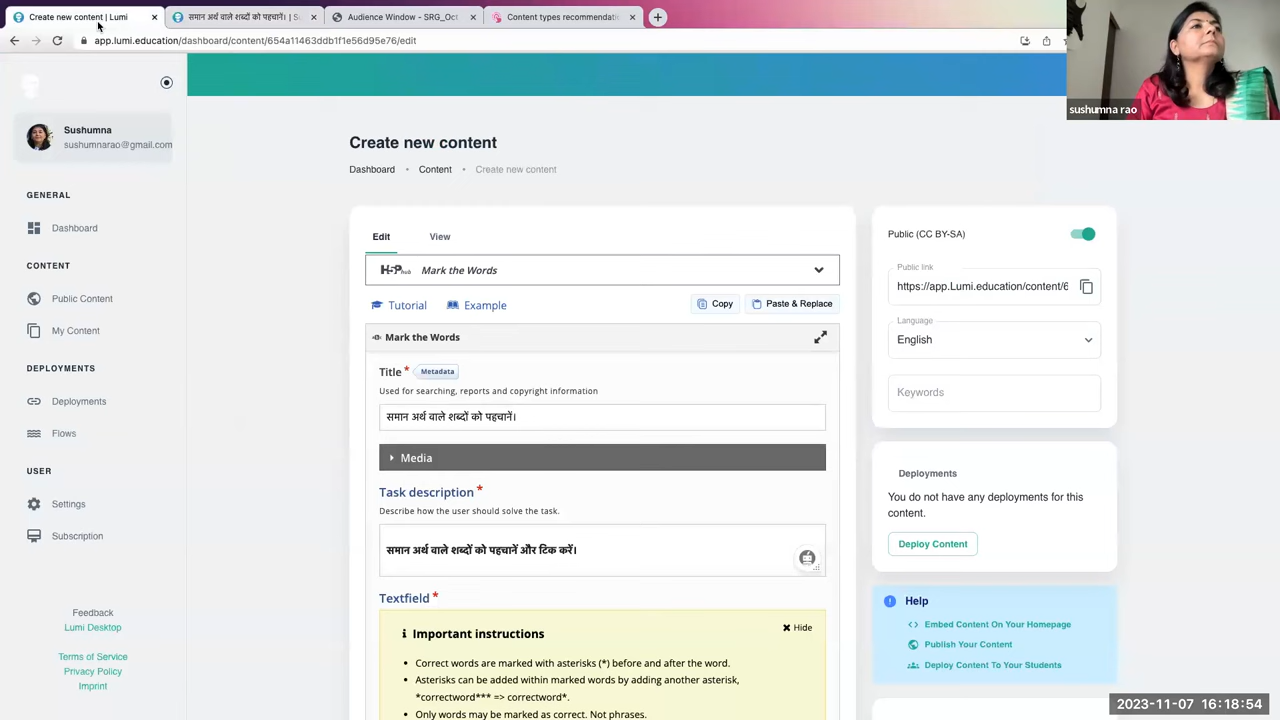 Create new content | Lumi
समान अर्थ वाले शब्दों को पहचानें। | S
Audience Window - SRG_Oct
Content types recommendati
app.lumi.education/dashboard/content/654a11463ddb1f1e56d95e76/edit
sushumna rao
Sushumna
sushumnarao@gmail.com
GENERAL
Dashboard
CONTENT
Public Content
My Content
DEPLOYMENTS
Deployments
Flows
USER
Settings
Subscription
Feedback
Lumi Desktop
Terms of Service
Privacy Policy
Imprint
Create new content
Dashboard • Content • Create new content
Edit View
H5P hub Mark the Words
Tutorial Example Copy Paste & Replace
Mark the Words
Title * Metadata
Used for searching, reports and copyright information
समान अर्थ वाले शब्दों को पहचानें।
Media
Task description *
Describe how the user should solve the task.
समान अर्थ वाले शब्दों को पहचानें और टिक करें।
Textfield *
Important instructions Hide
• Correct words are marked with asterisks (*) before and after the word.
• Asterisks can be added within marked words by adding another asterisk,
*correctword*** => correctword*.
• Only words may be marked as correct. Not phrases.
Public (CC BY-SA)
Public link
https://app.Lumi.education/content/6
Language
English
Keywords
Deployments
You do not have any deployments for this
content.
Deploy Content
Help
Embed Content On Your Homepage
Publish Your Content
Deploy Content To Your Students
2023-11-07 16:18:54